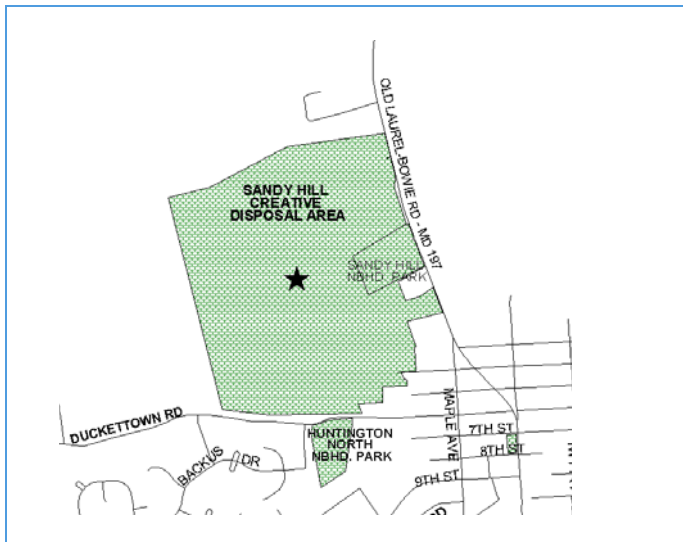 OLD LAUREL-BOWIE RD - MD 197
SANDY HILL
CREATIVE
DISPOSAL AREA
SANDY HILL
NBHD. PARK
DUCKETTOWN RD
HUNTINGTON
NORTH
NBHD. PARK
MAPLE AVE
7TH ST
8TH ST
9TH ST
BACKUS DR